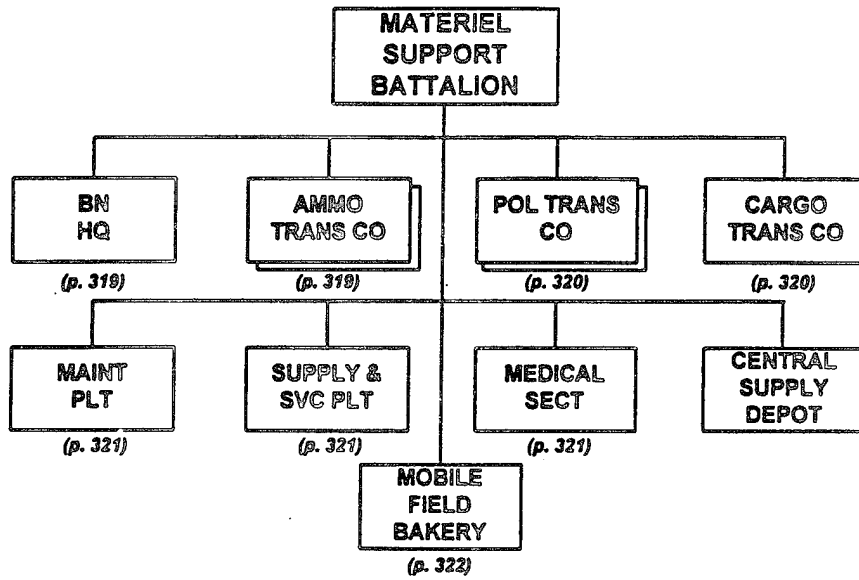 MATERIEL
SUPPORT
BATTALION
BN
HQ
(p. 319)
AMMO
TRANS CO
(p. 319)
POL TRANS
CO
(p. 320)
CARGO
TRANS CO
(p. 320)
MAINT
PLT
(p. 321)
SUPPLY &
SVC PLT
(p. 321)
MEDICAL
SECT
(p. 321)
CENTRAL
SUPPLY
DEPOT
MOBILE
FIELD
BAKERY
(p. 322)